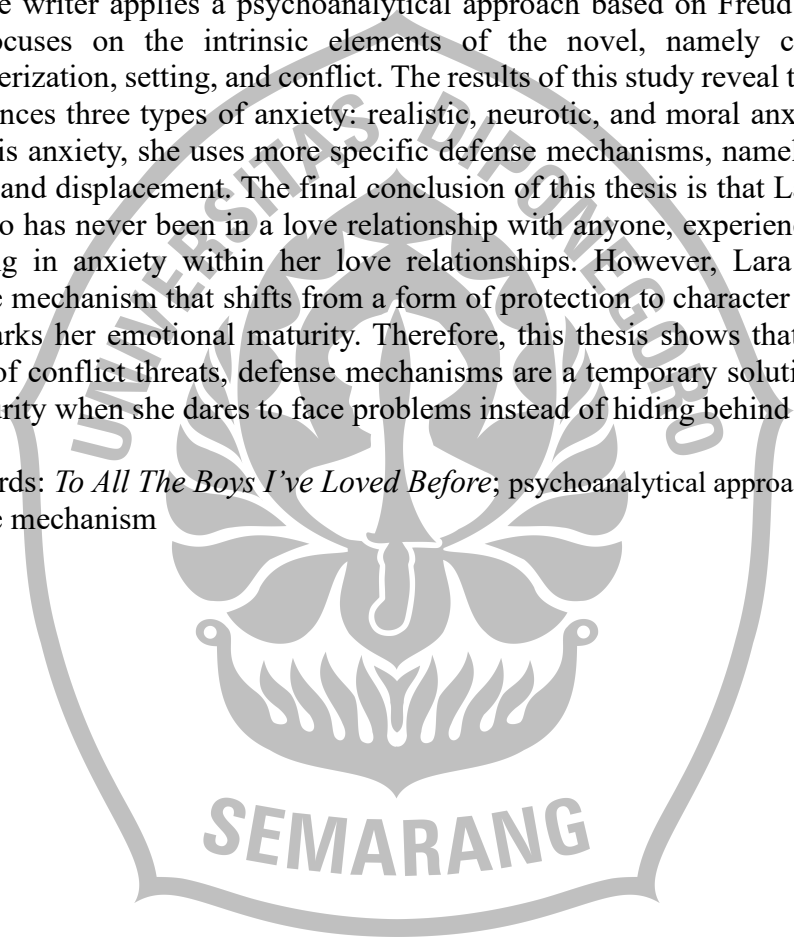 e writer applies a psychoanalytical approach based on Freud
ocuses on the intrinsic elements of the novel, namely c
erization, setting, and conflict. The results of this study reveal t
nces three types of anxiety: realistic, neurotic, and moral anx
is anxiety, she uses more specific defense mechanisms, namel
and displacement. The final conclusion of this thesis is that L
o has never been in a love relationship with anyone, experienc
g in anxiety within her love relationships. However, Lara
e mechanism that shifts from a form of protection to character
arks her emotional maturity. Therefore, this thesis shows that
of conflict threats, defense mechanisms are a temporary soluti
urity when she dares to face problems instead of hiding behind
rds: To All The Boys I’ve Loved Before; psychoanalytical approa
e mechanism
UNIVERSITAS DIPONEGORO
SEMARANG